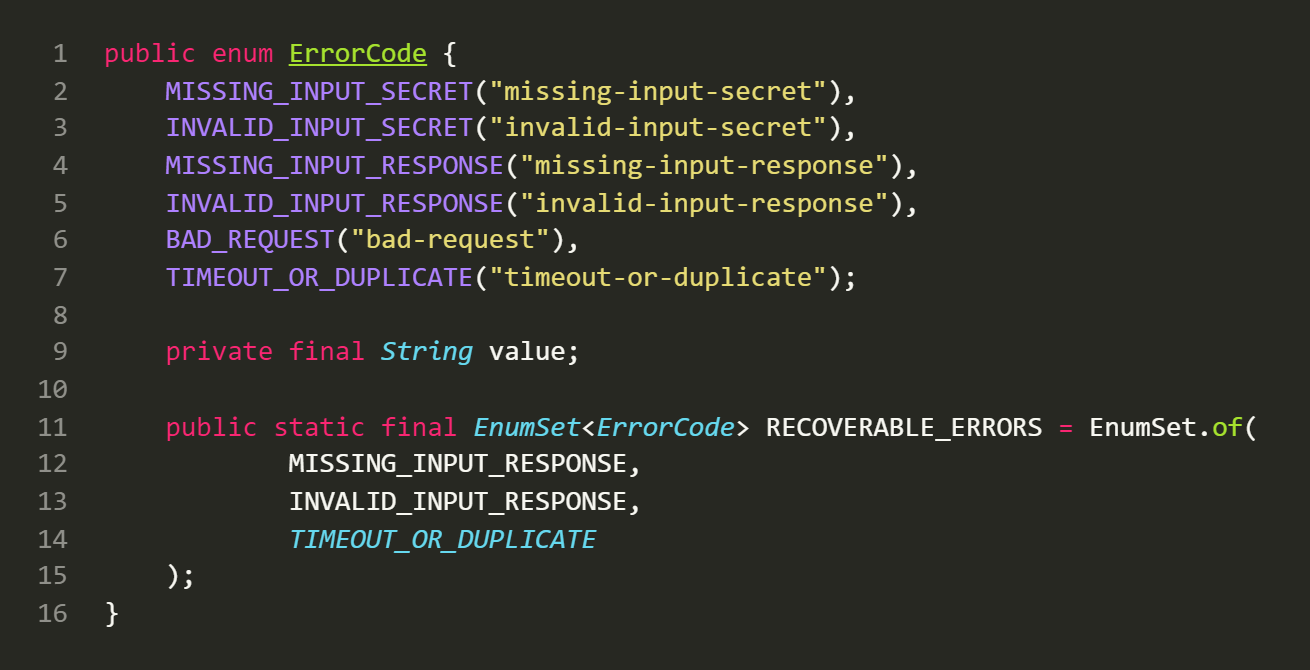 1 public enum ErrorCode {
2     MISSING_INPUT_SECRET("missing-input-secret"),
3     INVALID_INPUT_SECRET("invalid-input-secret"),
4     MISSING_INPUT_RESPONSE("missing-input-response"),
5     INVALID_INPUT_RESPONSE("invalid-input-response"),
6     BAD_REQUEST("bad-request"),
7     TIMEOUT_OR_DUPLICATE("timeout-or-duplicate");
8
9     private final String value;
10
11     public static final EnumSet<ErrorCode> RECOVERABLE_ERRORS = EnumSet.of(
12             MISSING_INPUT_RESPONSE,
13             INVALID_INPUT_RESPONSE,
14             TIMEOUT_OR_DUPLICATE
15     );
16 }